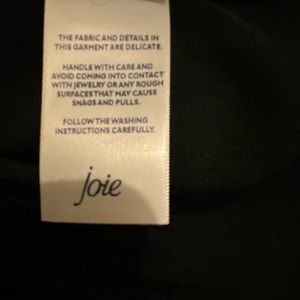 THE FABRIC AND DETAILS IN
THIS GARMENT ARE DELICATE.
HANDLE WITH CARE AND
AVOID COMING INTO CONTACT
WITH JEWELRY OR ANY ROUGH
SURFACES THAT MAY CAUSE
SNAGS AND PULLS.
FOLLOW THE WASHING
INSTRUCTIONS CAREFULLY.
joie